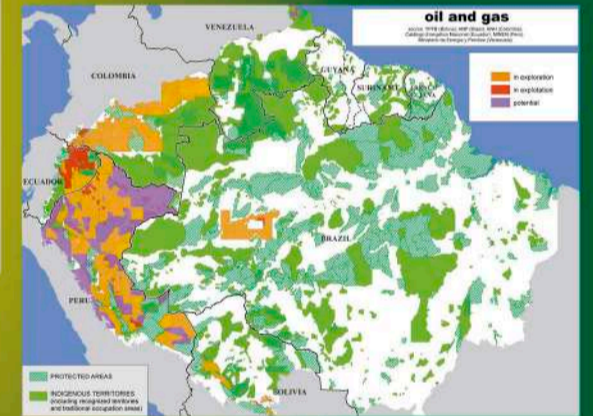 oil and gas
in exploration
in explotation
potential
VENEZUELA
COLOMBIA
GUYANA
SURINAME
ECUADOR
BRAZIL
PERU
BOLIVIA
PROTECTED AREAS
INDIGENOUS TERRITORIES
(including recognized territories
and traditional occupation areas)